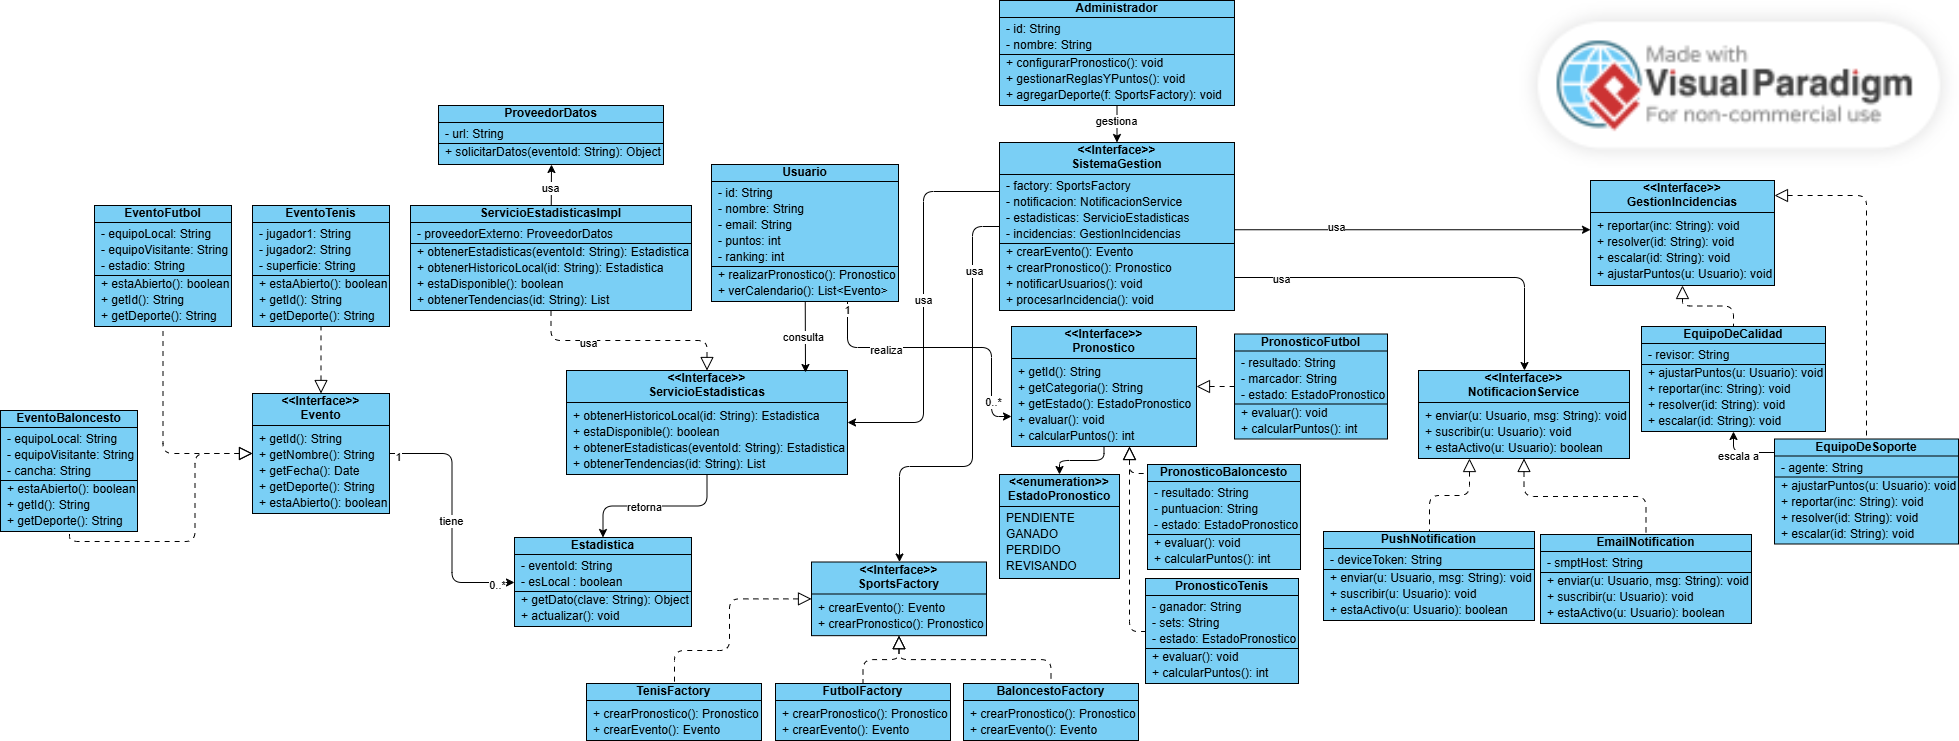 Administrador
- id: String
- nombre: String
+ configurarPronostico(): void
+ gestionarReglasYPuntos(): void
+ agregarDeporte(f: SportsFactory): void
gestiona
Made with
Visual Paradigm
For non-commercial use
ProveedorDatos
- url: String
+ solicitarDatos(eventoId: String): Object
usa
<<Interface>>
SistemaGestion
- factory: SportsFactory
- notificacion: NotificacionService
- estadisticas: ServicioEstadisticas
- incidencias: GestionIncidencias
+ crearEvento(): Evento
+ crearPronostico(): Pronostico
+ notificarUsuarios(): void
+ procesarIncidencia(): void
Usuario
- id: String
- nombre: String
- email: String
- puntos: int
- ranking: int
+ realizarPronostico(): Pronostico
+ verCalendario(): List<Evento>
1
consulta
realiza
0..*
usa
usa
usa
usa
<<Interface>>
GestionIncidencias
+ reportar(inc: String): void
+ resolver(id: String): void
+ escalar(id: String): void
+ ajustarPuntos(u: Usuario): void
EventoFutbol
- equipoLocal: String
- equipoVisitante: String
- estadio: String
+ estaAbierto(): boolean
+ getId(): String
+ getDeporte(): String
EventoTenis
- jugador1: String
- jugador2: String
- superficie: String
+ estaAbierto(): boolean
+ getId(): String
+ getDeporte(): String
ServicioEstadisticasImpl
- proveedorExterno: ProveedorDatos
+ obtenerEstadisticas(eventoId: String): Estadistica
+ obtenerHistoricoLocal(id: String): Estadistica
+ estaDisponible(): boolean
+ obtenerTendencias(id: String): List
usa
<<Interface>>
Pronostico
+ getId(): String
+ getCategoria(): String
+ getEstado(): EstadoPronostico
+ evaluar(): void
+ calcularPuntos(): int
PronosticoFutbol
- resultado: String
- marcador: String
- estado: EstadoPronostico
+ evaluar(): void
+ calcularPuntos(): int
EquipoDeCalidad
- revisor: String
+ ajustarPuntos(u: Usuario): void
+ reportar(inc: String): void
+ resolver(id: String): void
+ escalar(id: String): void
<<Interface>>
ServicioEstadisticas
+ obtenerHistoricoLocal(id: String): Estadistica
+ estaDisponible(): boolean
+ obtenerEstadisticas(eventoId: String): Estadistica
+ obtenerTendencias(id: String): List
retorna
<<Interface>>
NotificacionService
+ enviar(u: Usuario, msg: String): void
+ suscribir(u: Usuario): void
+ estaActivo(u: Usuario): boolean
<<Interface>>
Evento
+ getId(): String
+ getNombre(): String
+ getFecha(): Date
+ getDeporte(): String
+ estaAbierto(): boolean
1
tiene
0..*
EventoBaloncesto
- equipoLocal: String
- equipoVisitante: String
- cancha: String
+ estaAbierto(): boolean
+ getId(): String
+ getDeporte(): String
escala a
EquipoDeSoporte
- agente: String
+ ajustarPuntos(u: Usuario): void
+ reportar(inc: String): void
+ resolver(id: String): void
+ escalar(id: String): void
<<enumeration>>
EstadoPronostico
PENDIENTE
GANADO
PERDIDO
REVISANDO
PronosticoBaloncesto
- resultado: String
- puntuacion: String
- estado: EstadoPronostico
+ evaluar(): void
+ calcularPuntos(): int
Estadistica
- eventoId: String
- esLocal : boolean
+ getDato(clave: String): Object
+ actualizar(): void
PushNotification
- deviceToken: String
+ enviar(u: Usuario, msg: String): void
+ suscribir(u: Usuario): void
+ estaActivo(u: Usuario): boolean
EmailNotification
- smptHost: String
+ enviar(u: Usuario, msg: String): void
+ suscribir(u: Usuario): void
+ estaActivo(u: Usuario): boolean
<<Interface>>
SportsFactory
+ crearEvento(): Evento
+ crearPronostico(): Pronostico
PronosticoTenis
- ganador: String
- sets: String
- estado: EstadoPronostico
+ evaluar(): void
+ calcularPuntos(): int
TenisFactory
+ crearPronostico(): Pronostico
+ crearEvento(): Evento
FutbolFactory
+ crearPronostico(): Pronostico
+ crearEvento(): Evento
BaloncestoFactory
+ crearPronostico(): Pronostico
+ crearEvento(): Evento